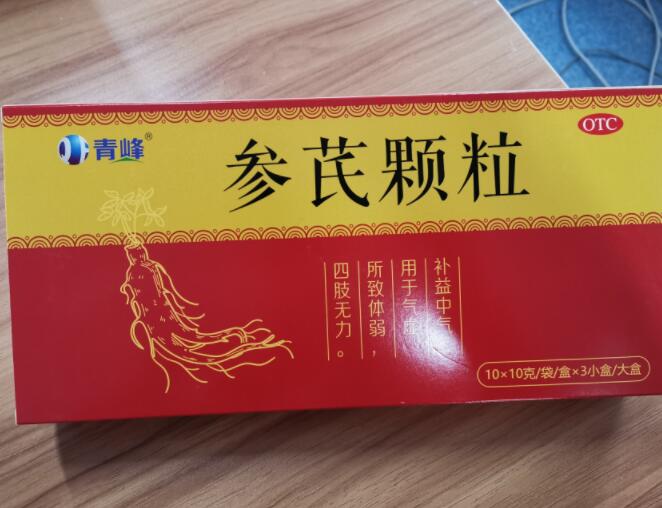 青峰®
参芪颗粒
OTC
补益中气
用于气虚
所致体弱，
四肢无力。
10×10克/袋/盒×3小盒/大盒